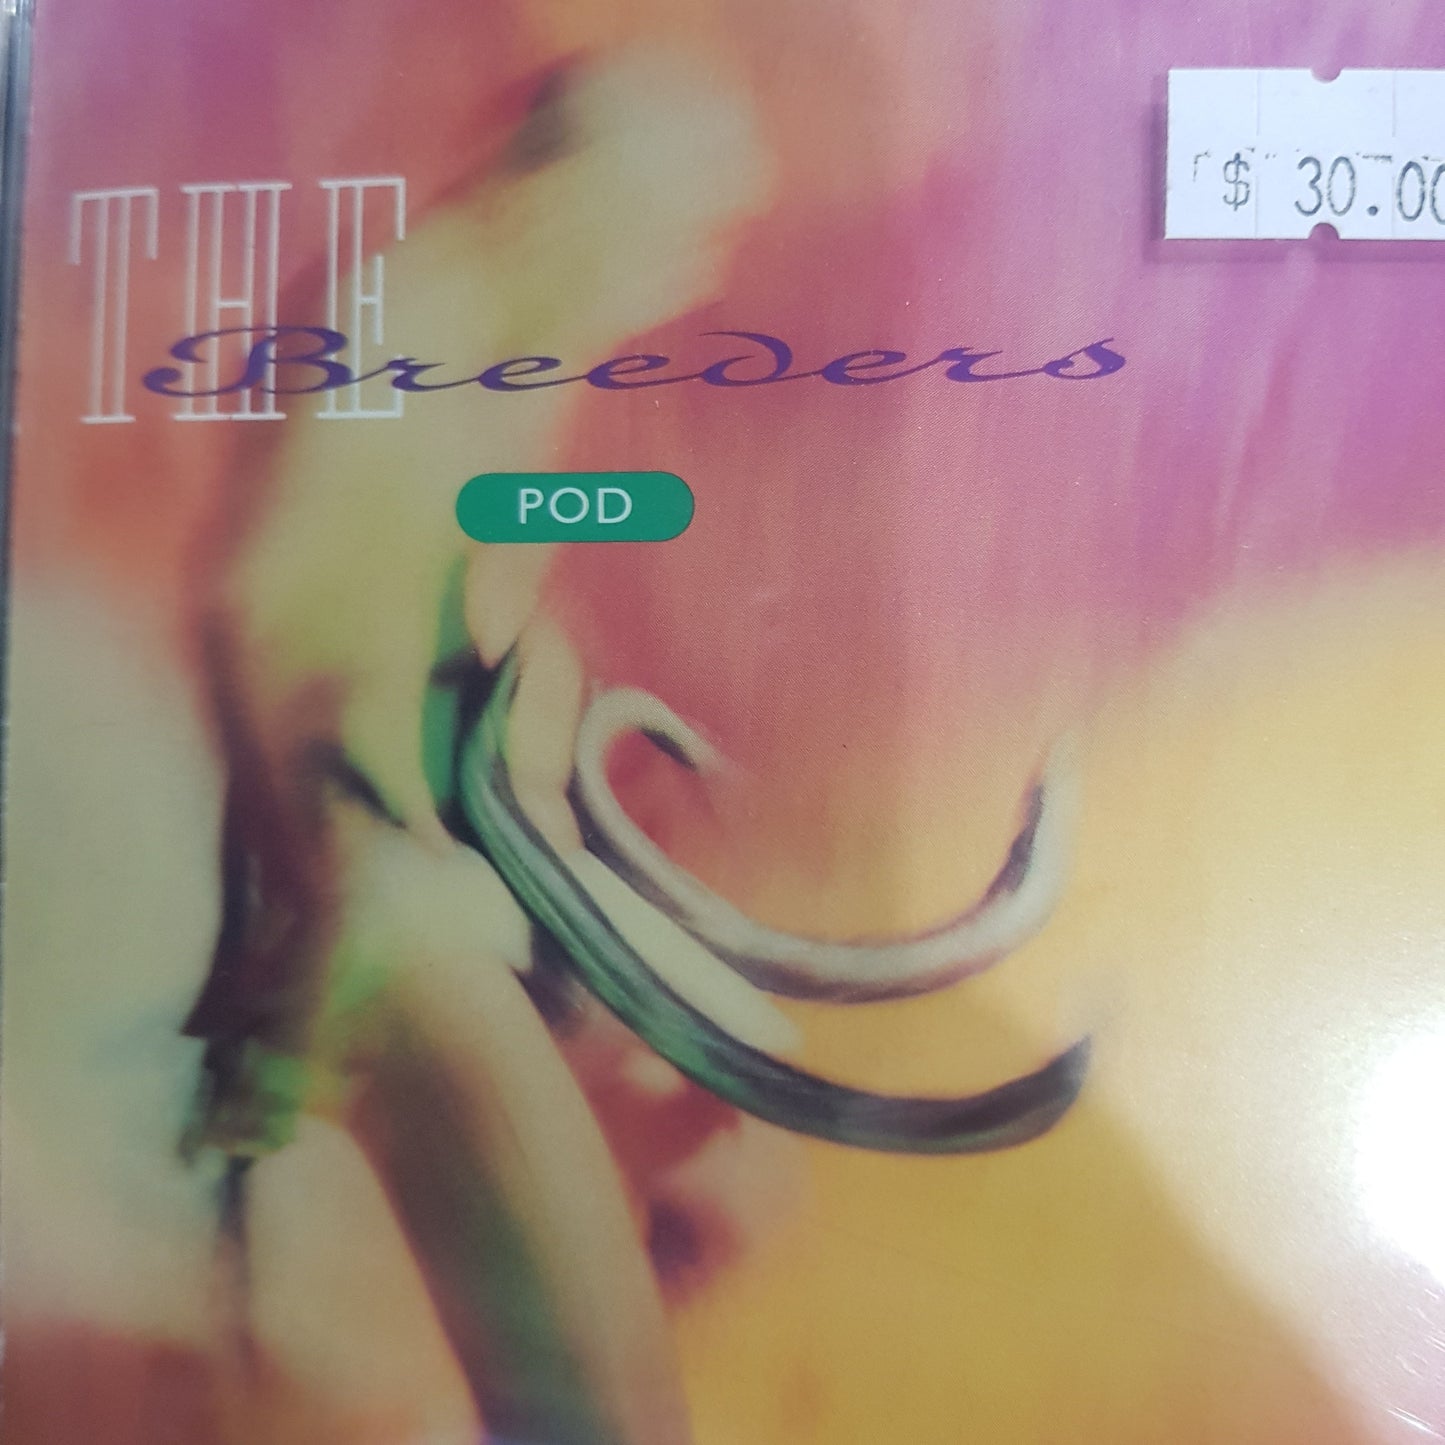 $ 30.00
THE
Breeders
POD